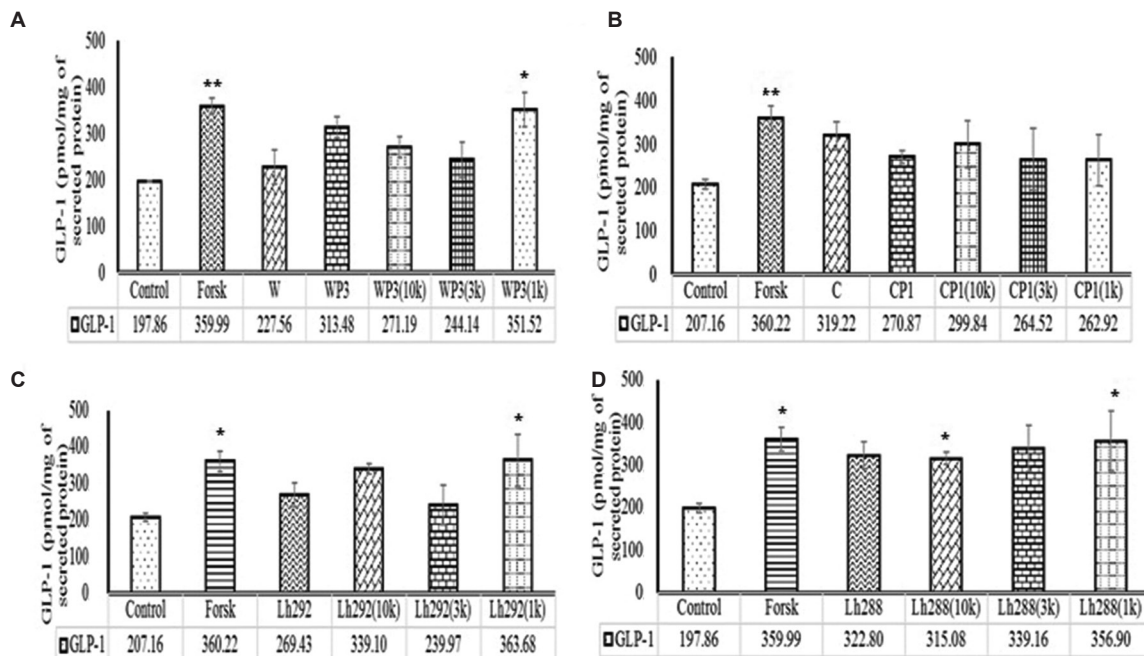 A
GLP-1 (pmol/mg of
secreted protein)
500
400
300
200
100
0
** *
Control Forsk W WP3 WP3(10k) WP3(3k) WP3(1k)
GLP-1 197.86 359.99 227.56 313.48 271.19 244.14 351.52
B
GLP-1 (pmol/mg of
secreted protein)
500
400
300
200
100
0
**
Control Forsk C CP1 CP1(10k) CP1(3k) CP1(1k)
GLP-1 207.16 360.22 319.22 270.87 299.84 264.52 262.92
C
GLP-1 (pmol/mg of
secreted protein)
500
400
300
200
100
0
* *
Control Forsk Lh292 Lh292(10k) Lh292(3k) Lh292(1k)
GLP-1 207.16 360.22 269.43 339.10 239.97 363.68
D
GLP-1 (pmol/mg of
secreted protein)
500
400
300
200
100
0
* * *
Control Forsk Lh288 Lh288(10k) Lh288(3k) Lh288(1k)
GLP-1 197.86 359.99 322.80 315.08 339.16 356.90